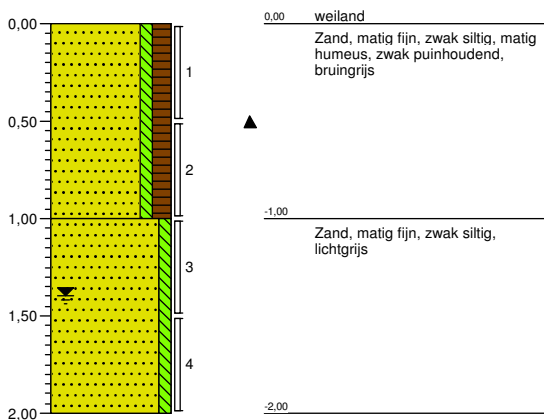 0,00
0,50
1,00
1,50
2,00
1
2
3
4
0,00 weiland
Zand, matig fijn, zwak siltig, matig
humeus, zwak puinhoudend,
bruingrijs
-1,00
Zand, matig fijn, zwak siltig,
lichtgrijs
-2,00